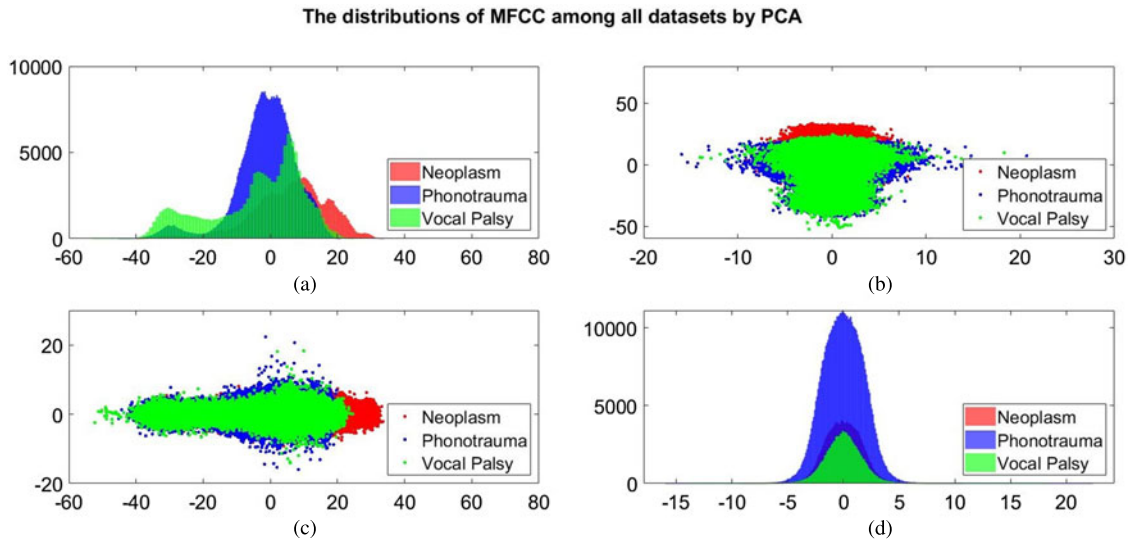 The distributions of MFCC among all datasets by PCA
10000
5000
0
-60 -40 -20 0 20 40 60 80
Neoplasm
Phonotrauma
Vocal Palsy
(a)
50
0
-50
-20 -10 0 10 20 30
Neoplasm
Phonotrauma
Vocal Palsy
(b)
20
0
-20
-60 -40 -20 0 20 40 60 80
Neoplasm
Phonotrauma
Vocal Palsy
(c)
10000
5000
0
-15 -10 -5 0 5 10 15 20
Neoplasm
Phonotrauma
Vocal Palsy
(d)